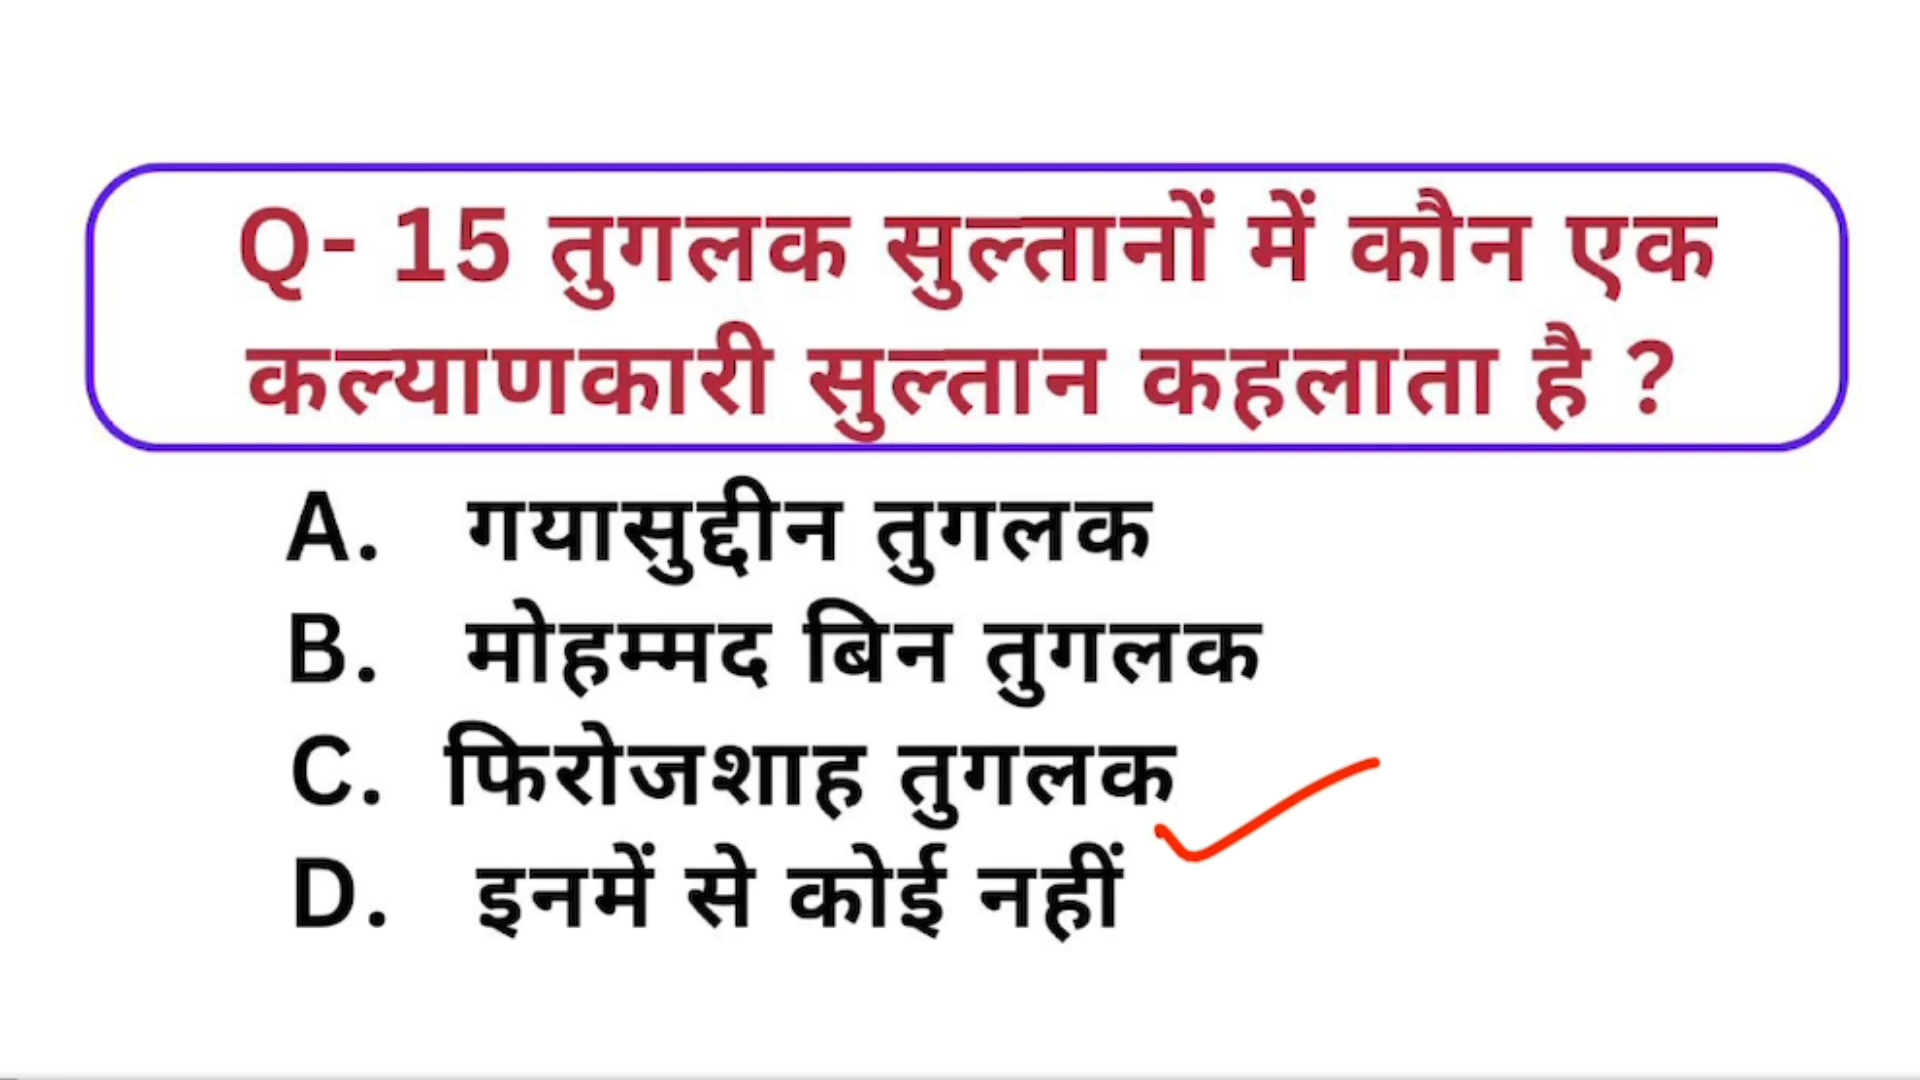 Q- 15 तुगलक सुल्तानों में कौन एक
कल्याणकारी सुल्तान कहलाता है ?
A. गयासुद्दीन तुगलक
B. मोहम्मद बिन तुगलक
C. फिरोजशाह तुगलक
D. इनमें से कोई नहीं